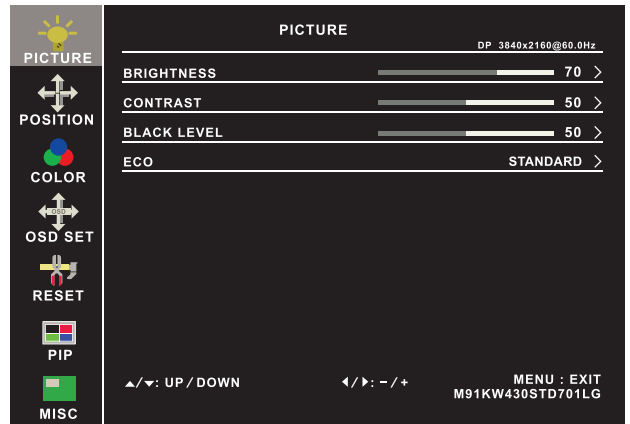 PICTURE
POSITION
COLOR
OSD
OSD SET
RESET
PIP
MISC
PICTURE
DP 3840x2160@60.0Hz
BRIGHTNESS 70 >
CONTRAST 50 >
BLACK LEVEL 50 >
ECO STANDARD >
▲/▼: UP / DOWN ◀/▶: − / + MENU : EXIT
M91KW430STD701LG